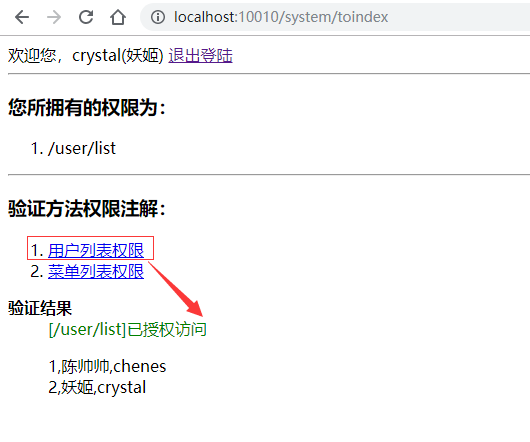 localhost:10010/system/toindex
欢迎您，crystal(妖姬) 退出登陆
您所拥有的权限为：
1. /user/list
验证方法权限注解：
1. 用户列表权限
2. 菜单列表权限
验证结果
[/user/list]已授权访问
1,陈帅帅,chenes
2,妖姬,crystal